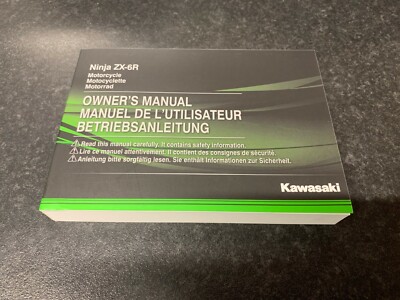 Ninja ZX-6R
Motorcycle
Motocyclette
Motorrad
OWNER'S MANUAL
MANUEL DE L'UTILISATEUR
BETRIEBSANLEITUNG
Read this manual carefully. It contains safety information.
Lire ce manuel attentivement. Il contient des consignes de sécurité.
Anleitung bitte sorgfältig lesen. Sie enthält Informationen zur Sicherheit.
Kawasaki